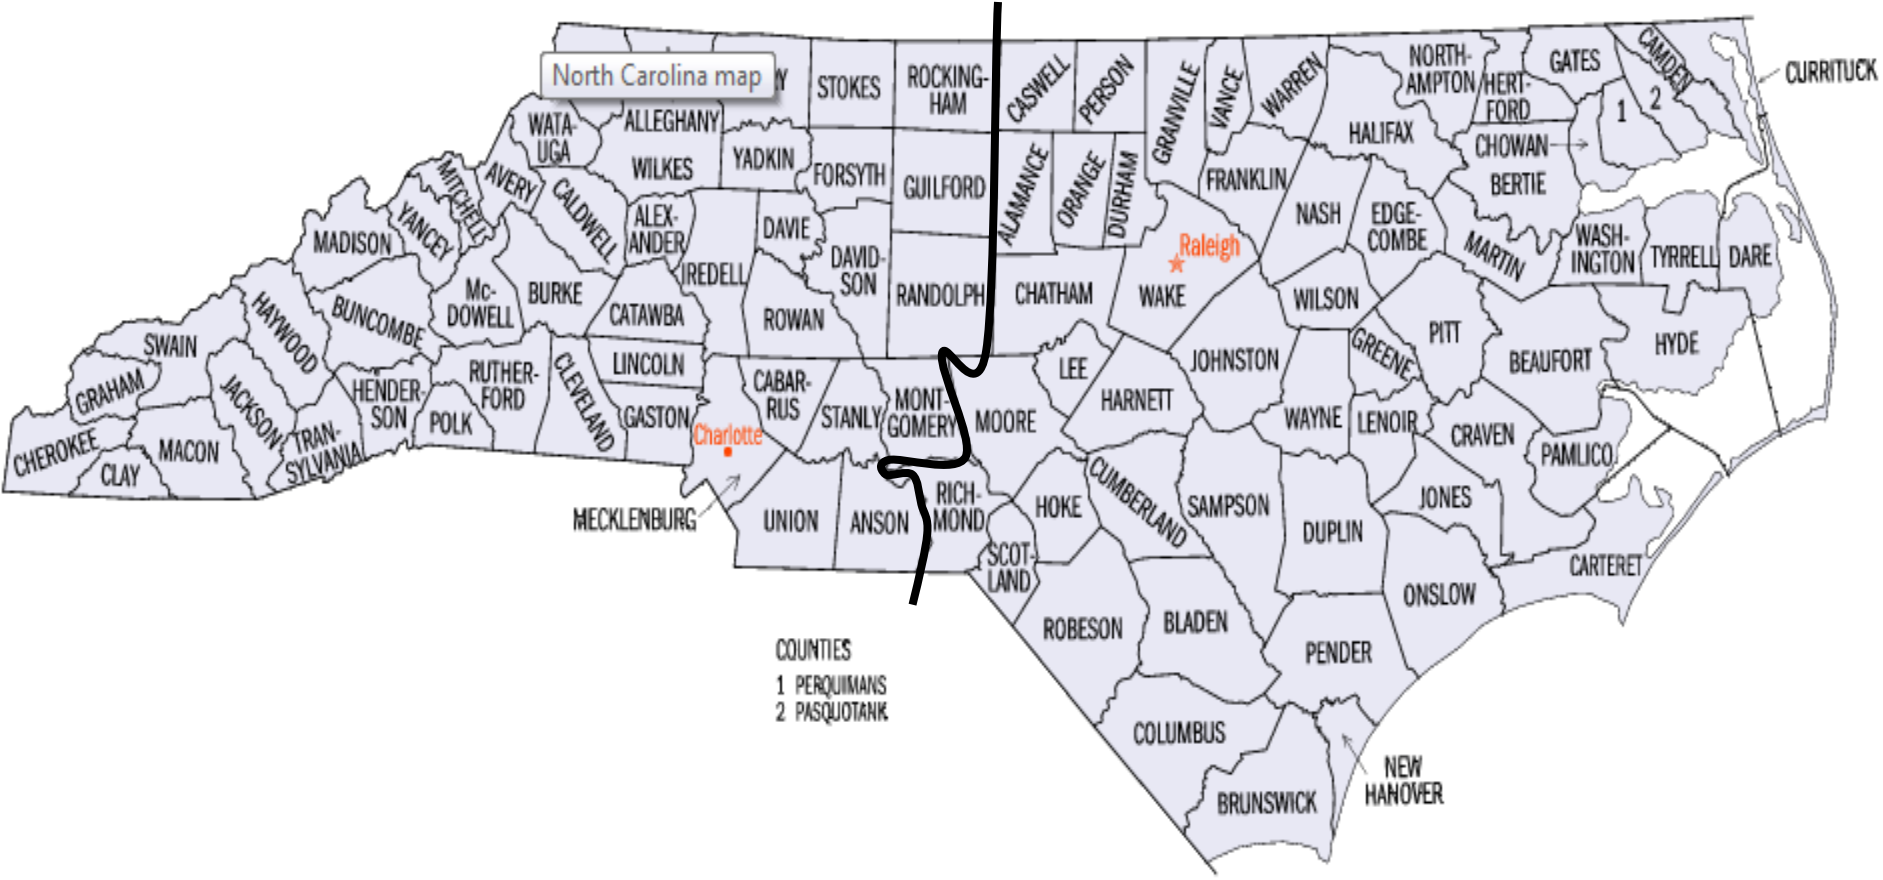 North Carolina map
Y
STOKES
ROCKING-
HAM
CASWELL
PERSON
GRANVILLE
VANCE
WARREN
NORTH-
AMPTON
HERT-
FORD
GATES
CAMDEN
CURRITUCK
1
2
WATA-
UGA
ALLEGHANY
WILKES
YADKIN
FORSYTH
GUILFORD
ALAMANCE
ORANGE
DURHAM
FRANKLIN
HALIFAX
CHOWAN
BERTIE
MITCHELL
AVERY
CALDWELL
ALEX-
ANDER
IREDELL
DAVIE
DAVID-
SON
RANDOLPH
CHATHAM
Raleigh
WAKE
NASH
EDGE-
COMBE
MARTIN
WASH-
INGTON
TYRRELL
DARE
MADISON
YANCEY
Mc-
DOWELL
BURKE
CATAWBA
ROWAN
WILSON
PITT
BEAUFORT
HYDE
SWAIN
HAYWOOD
BUNCOMBE
RUTHER-
FORD
CLEVELAND
LINCOLN
GASTON
CABAR-
RUS
STANLY
MONT-
GOMERY
MOORE
LEE
HARNETT
JOHNSTON
GREENE
WAYNE
LENOIR
CRAVEN
PAMLICO
GRAHAM
JACKSON
HENDER-
SON
POLK
Charlotte
CHEROKEE
CLAY
MACON
TRAN-
SYLVANIA
MECKLENBURG
UNION
ANSON
RICH-
MOND
SCOT-
LAND
HOKE
CUMBERLAND
SAMPSON
DUPLIN
JONES
CARTERET
ONSLOW
ROBESON
BLADEN
PENDER
COLUMBUS
BRUNSWICK
NEW
HANOVER
COUNTIES
1 PERQUIMANS
2 PASQUOTANK